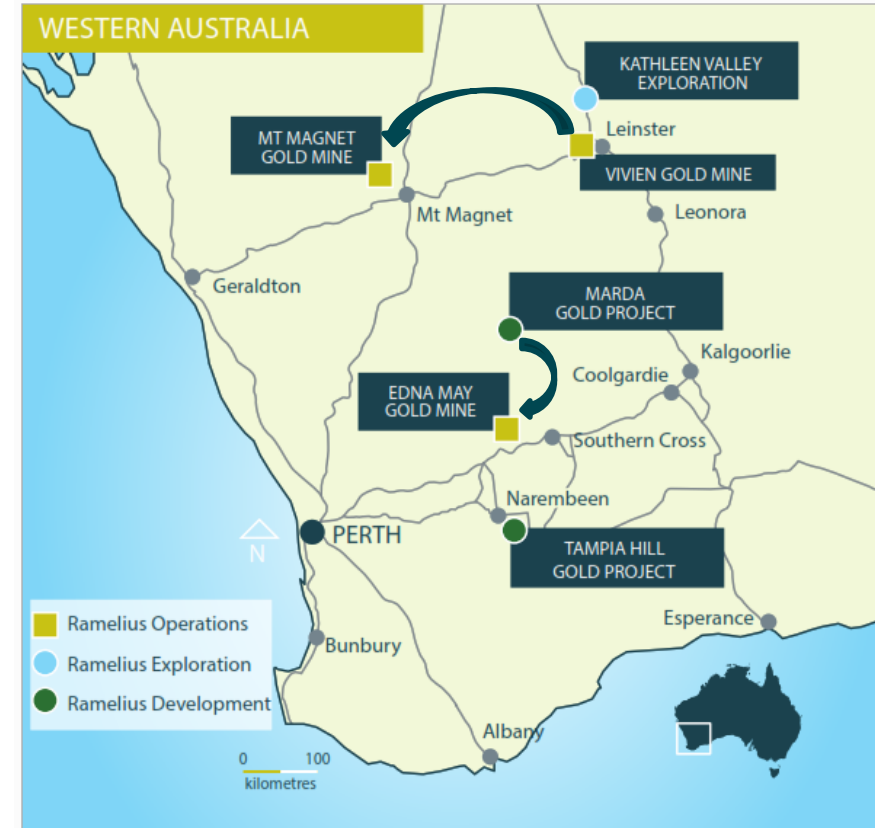 WESTERN AUSTRALIA
KATHLEEN VALLEY
EXPLORATION
MT MAGNET
GOLD MINE
Leinster
VIVIEN GOLD MINE
Mt Magnet
Leonora
Geraldton
MARDA
GOLD PROJECT
Kalgoorlie
Coolgardie
EDNA MAY
GOLD MINE
Southern Cross
Narembeen
PERTH
N
TAMPIA HILL
GOLD PROJECT
Esperance
Ramelius Operations
Ramelius Exploration
Ramelius Development
Bunbury
Albany
0 100
kilometres